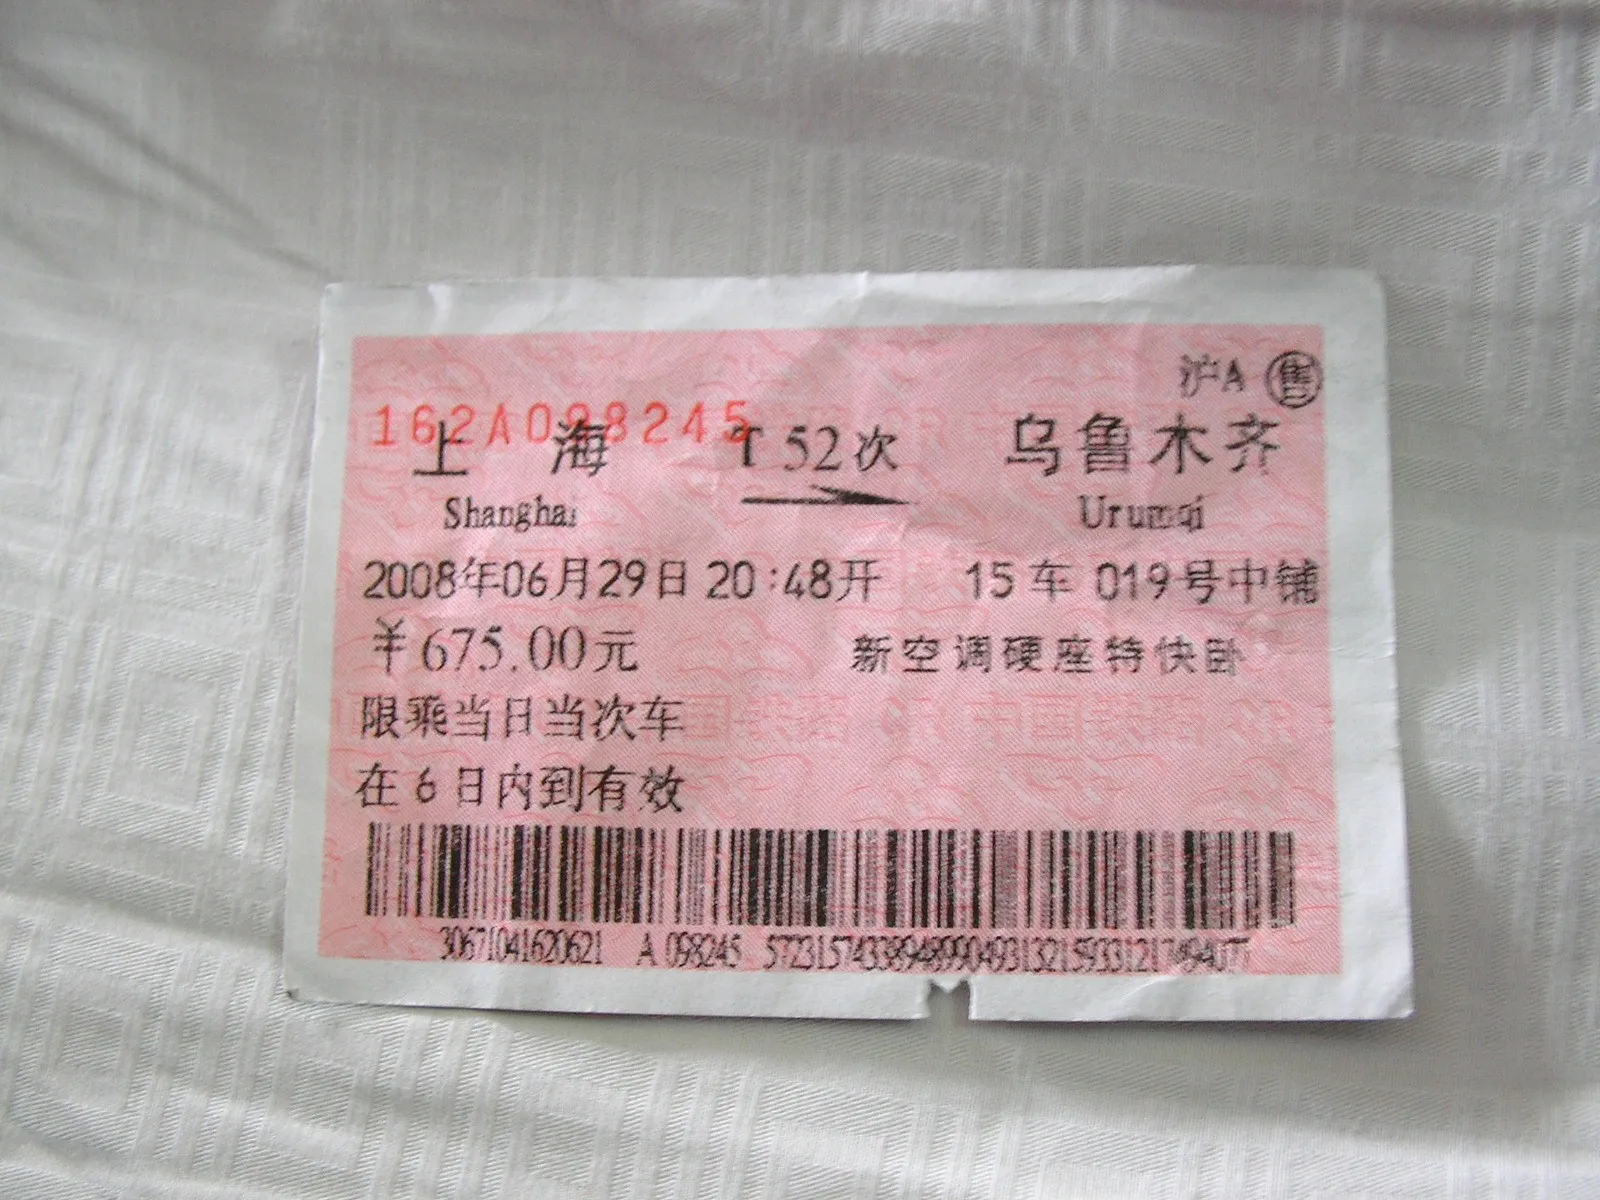 沪A 售
162A098245
上海 T52次 乌鲁木齐
Shanghai Urumqi
2008年06月29日 20:48开 15车 019号中铺
¥675.00元 新空调硬座特快卧
限乘当日当次车
在6日内到有效
30671041620621 A 098245